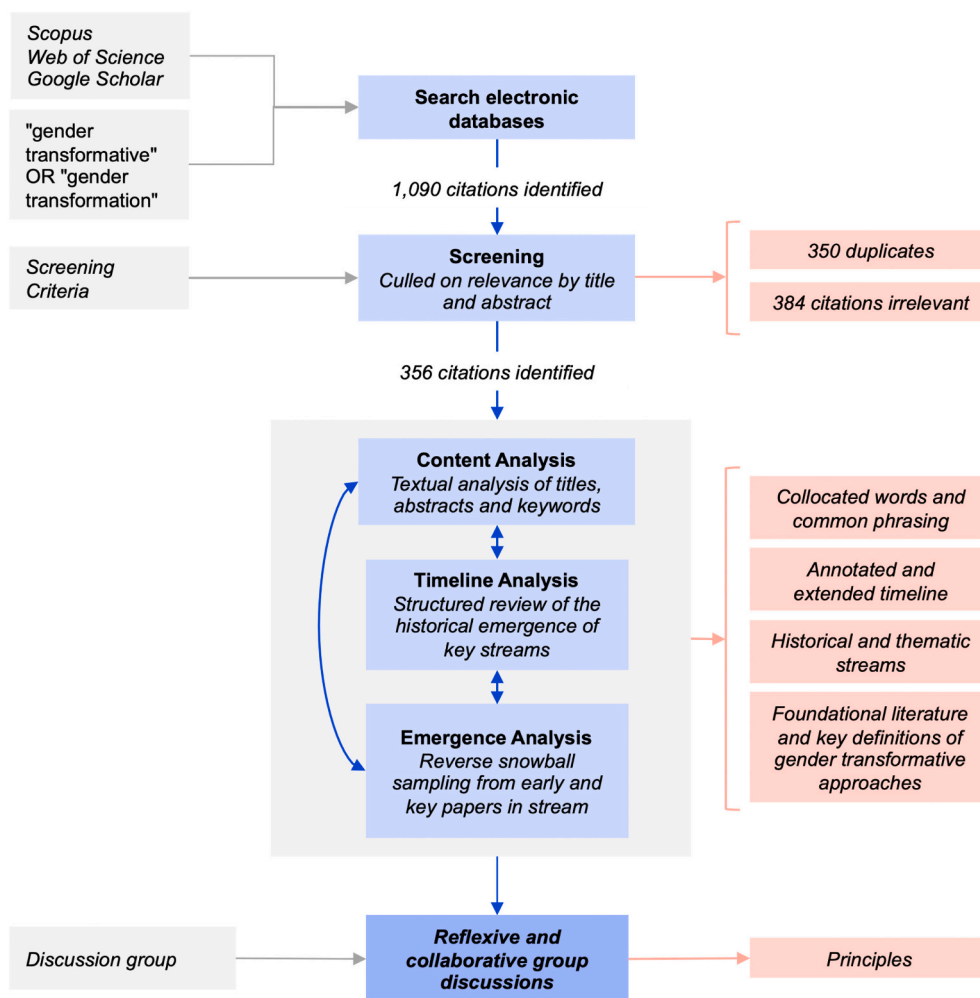 Scopus
Web of Science
Google Scholar
"gender
transformative"
OR "gender
transformation"
Search electronic
databases
1,090 citations identified
Screening
Criteria
Screening
Culled on relevance by title
and abstract
350 duplicates
384 citations irrelevant
356 citations identified
Content Analysis
Textual analysis of titles,
abstracts and keywords
Timeline Analysis
Structured review of the
historical emergence of
key streams
Emergence Analysis
Reverse snowball
sampling from early and
key papers in stream
Collocated words and
common phrasing
Annotated and
extended timeline
Historical and thematic
streams
Foundational literature
and key definitions of
gender transformative
approaches
Discussion group
Reflexive and
collaborative group
discussions
Principles